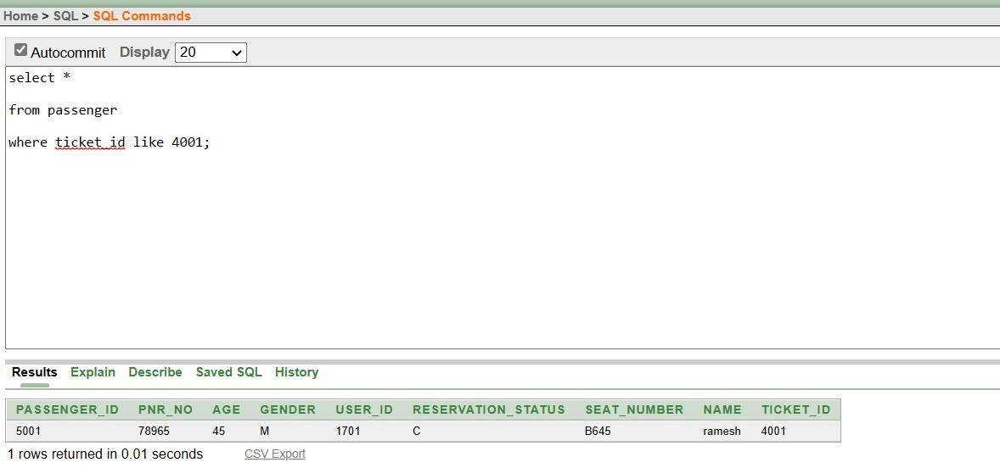 Home > SQL > SQL Commands
Autocommit Display 20
select *
from passenger
where ticket_id like 4001;
Results Explain Describe Saved SQL History
PASSENGER_ID PNR_NO AGE GENDER USER_ID RESERVATION_STATUS SEAT_NUMBER NAME TICKET_ID
5001 78965 45 M 1701 C B645 ramesh 4001
1 rows returned in 0.01 seconds CSV Export